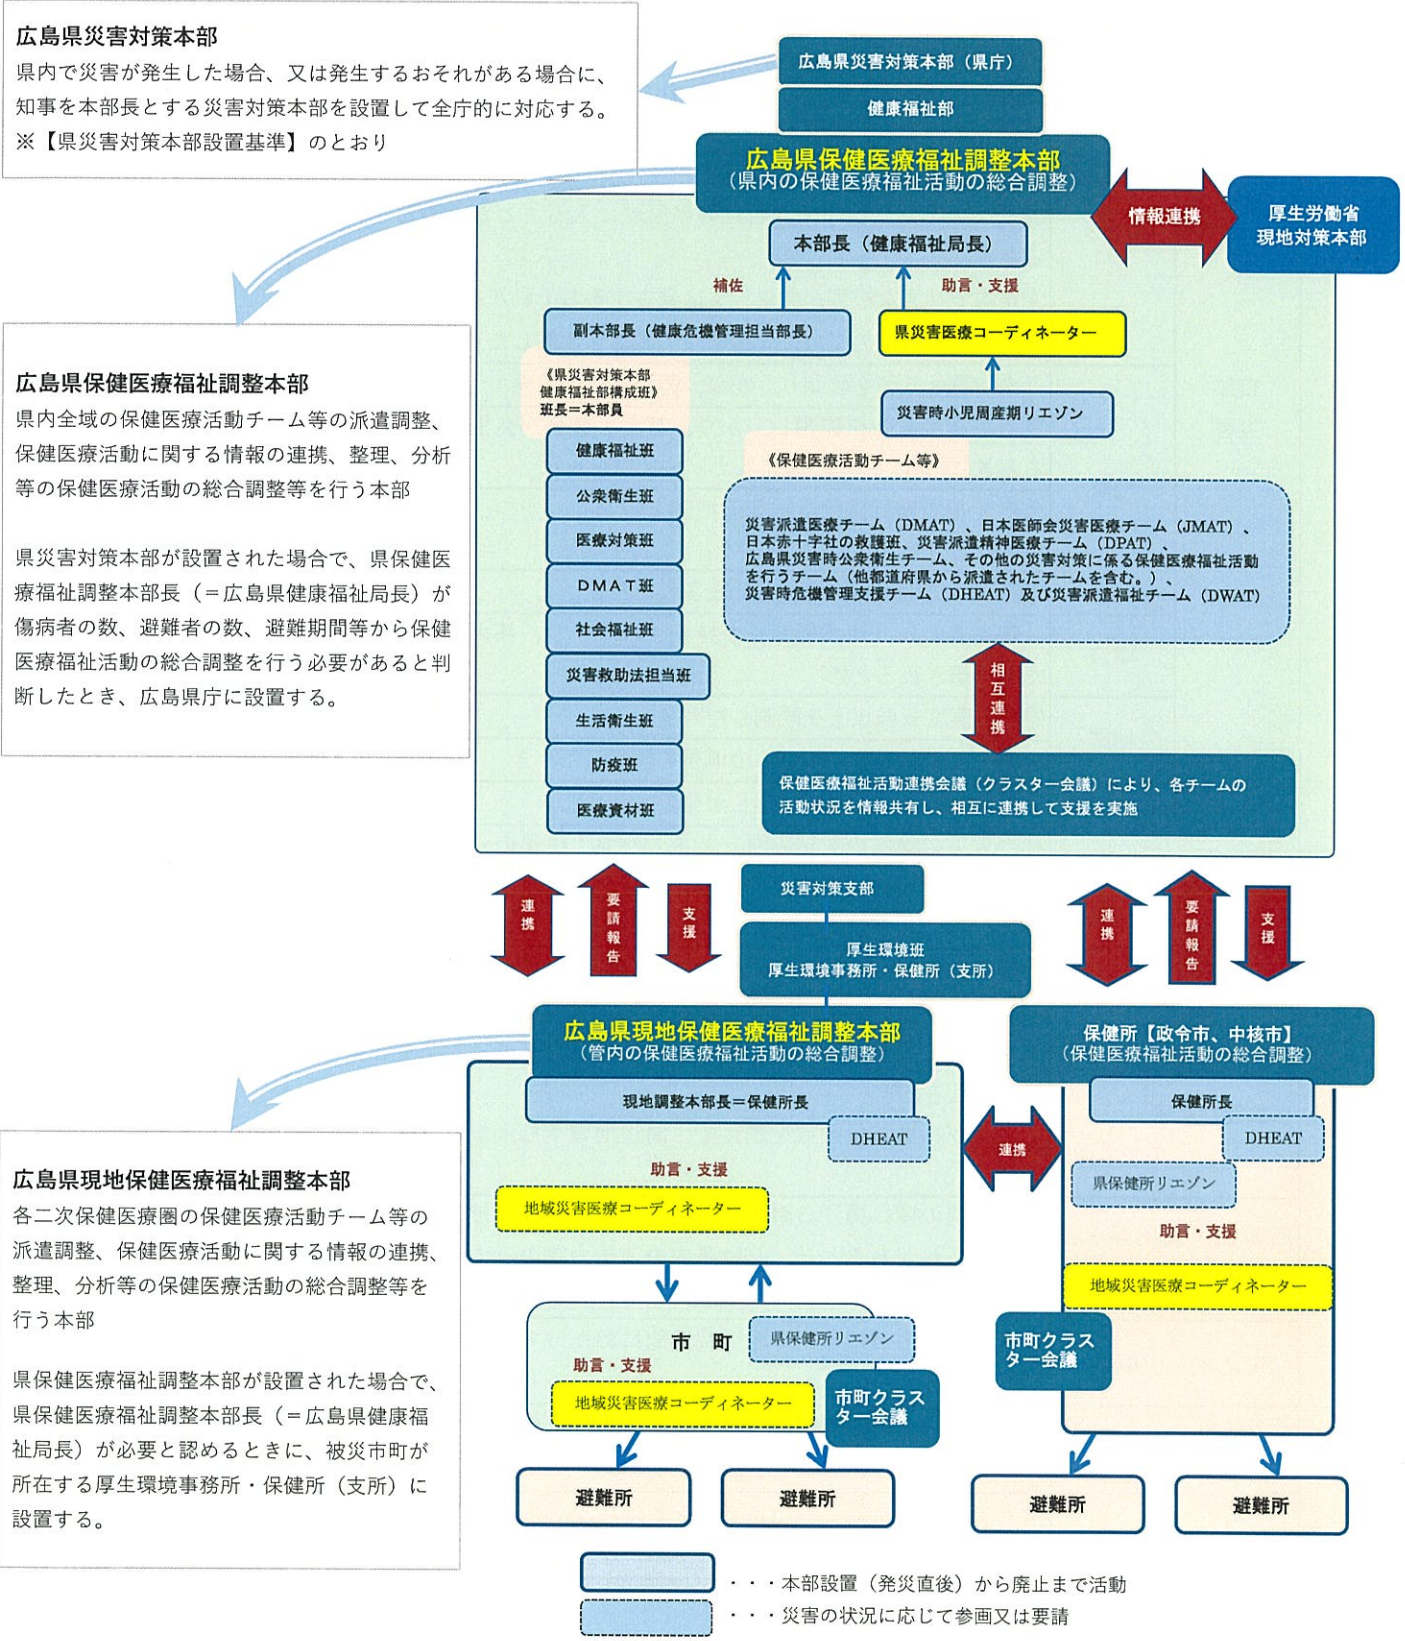 広島県災害対策本部
県内で災害が発生した場合、又は発生するおそれがある場合に、
知事を本部長とする災害対策本部を設置して全庁的に対応する。
※【県災害対策本部設置基準】のとおり
広島県災害対策本部（県庁）
健康福祉部
広島県保健医療福祉調整本部
（県内の保健医療福祉活動の総合調整）
情報連携
厚生労働省
現地対策本部
本部長（健康福祉局長）
補佐
助言・支援
副本部長（健康危機管理担当部長）
県災害医療コーディネーター
《県災害対策本部
健康福祉部構成班》
班長＝本部員
災害時小児周産期リエゾン
健康福祉班
公衆衛生班
医療対策班
ＤＭＡＴ班
社会福祉班
災害救助法担当班
生活衛生班
防疫班
医療資材班
《保健医療活動チーム等》
災害派遣医療チーム（DMAT）、日本医師会災害医療チーム（JMAT）、
日本赤十字社の救護班、災害派遣精神医療チーム（DPAT）、
広島県災害時公衆衛生チーム、その他の災害対策に係る保健医療福祉活動
を行うチーム（他都道府県から派遣されたチームを含む。）、
災害時危機管理支援チーム（DHEAT）及び災害派遣福祉チーム（DWAT）
相互連携
保健医療福祉活動連携会議（クラスター会議）により、各チームの
活動状況を情報共有し、相互に連携して支援を実施
広島県保健医療福祉調整本部
県内全域の保健医療活動チーム等の派遣調整、
保健医療活動に関する情報の連携、整理、分析
等の保健医療活動の総合調整等を行う本部
県災害対策本部が設置された場合で、県保健医
療福祉調整本部長（＝広島県健康福祉局長）が
傷病者の数、避難者の数、避難期間等から保健
医療福祉活動の総合調整を行う必要があると判
断したとき、広島県庁に設置する。
連携
要請報告
支援
災害対策支部
厚生環境班
厚生環境事務所・保健所（支所）
連携
要請報告
支援
広島県現地保健医療福祉調整本部
（管内の保健医療福祉活動の総合調整）
現地調整本部長＝保健所長
DHEAT
助言・支援
地域災害医療コーディネーター
連携
保健所【政令市、中核市】
（保健医療福祉活動の総合調整）
保健所長
DHEAT
県保健所リエゾン
助言・支援
地域災害医療コーディネーター
市町クラス
ター会議
市　町
県保健所リエゾン
助言・支援
地域災害医療コーディネーター
市町クラス
ター会議
避難所
避難所
避難所
避難所
広島県現地保健医療福祉調整本部
各二次保健医療圏の保健医療活動チーム等の
派遣調整、保健医療活動に関する情報の連携、
整理、分析等の保健医療活動の総合調整等を
行う本部
県保健医療福祉調整本部が設置された場合で、
県保健医療福祉調整本部長（＝広島県健康福
祉局長）が必要と認めるときに、被災市町が
所在する厚生環境事務所・保健所（支所）に
設置する。
・・・本部設置（発災直後）から廃止まで活動
・・・災害の状況に応じて参画又は要請